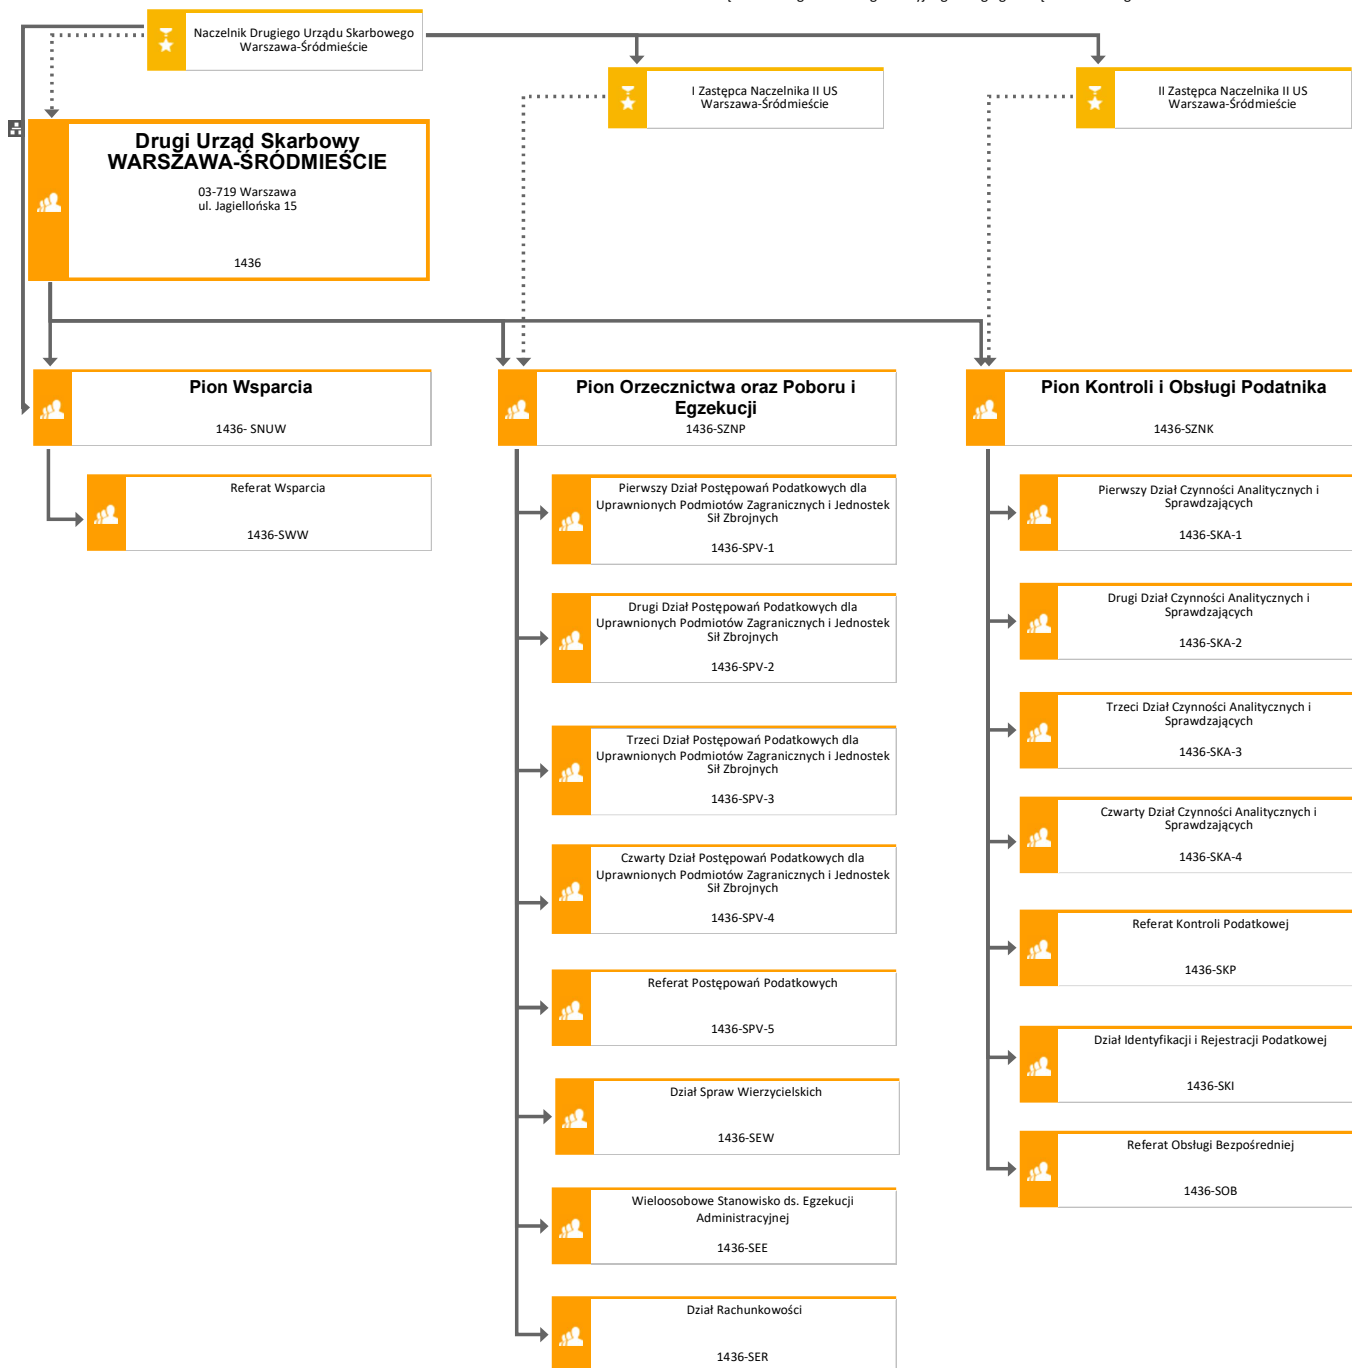 Naczelnik Drugiego Urzędu Skarbowego
Warszawa-Śródmieście
I Zastępca Naczelnika II US
Warszawa-Śródmieście
II Zastępca Naczelnika II US
Warszawa-Śródmieście
Drugi Urząd Skarbowy
WARSZAWA-ŚRÓDMIEŚCIE
03-719 Warszawa
ul. Jagiellońska 15
1436
Pion Wsparcia
1436- SNUW
Referat Wsparcia
1436-SWW
Pion Orzecznictwa oraz Poboru i
Egzekucji
1436-SZNP
Pierwszy Dział Postępowań Podatkowych dla
Uprawnionych Podmiotów Zagranicznych i Jednostek
Sił Zbrojnych
1436-SPV-1
Drugi Dział Postępowań Podatkowych dla
Uprawnionych Podmiotów Zagranicznych i Jednostek
Sił Zbrojnych
1436-SPV-2
Trzeci Dział Postępowań Podatkowych dla
Uprawnionych Podmiotów Zagranicznych i Jednostek
Sił Zbrojnych
1436-SPV-3
Czwarty Dział Postępowań Podatkowych dla
Uprawnionych Podmiotów Zagranicznych i Jednostek
Sił Zbrojnych
1436-SPV-4
Referat Postępowań Podatkowych
1436-SPV-5
Dział Spraw Wierzycielskich
1436-SEW
Wieloosobowe Stanowisko ds. Egzekucji
Administracyjnej
1436-SEE
Dział Rachunkowości
1436-SER
Pion Kontroli i Obsługi Podatnika
1436-SZNK
Pierwszy Dział Czynności Analitycznych i
Sprawdzających
1436-SKA-1
Drugi Dział Czynności Analitycznych i
Sprawdzających
1436-SKA-2
Trzeci Dział Czynności Analitycznych i
Sprawdzających
1436-SKA-3
Czwarty Dział Czynności Analitycznych i
Sprawdzających
1436-SKA-4
Referat Kontroli Podatkowej
1436-SKP
Dział Identyfikacji i Rejestracji Podatkowej
1436-SKI
Referat Obsługi Bezpośredniej
1436-SOB